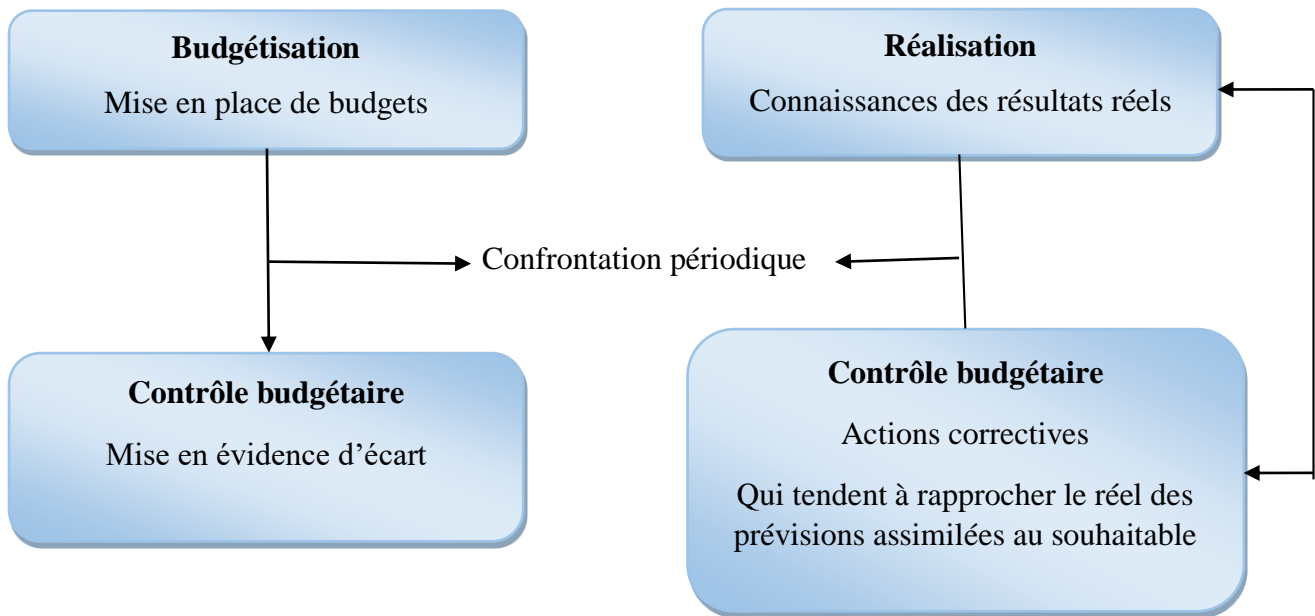 Budgétisation
Mise en place de budgets
Réalisation
Connaissances des résultats réels
Confrontation périodique
Contrôle budgétaire
Mise en évidence d’écart
Contrôle budgétaire
Actions correctives
Qui tendent à rapprocher le réel des
prévisions assimilées au souhaitable